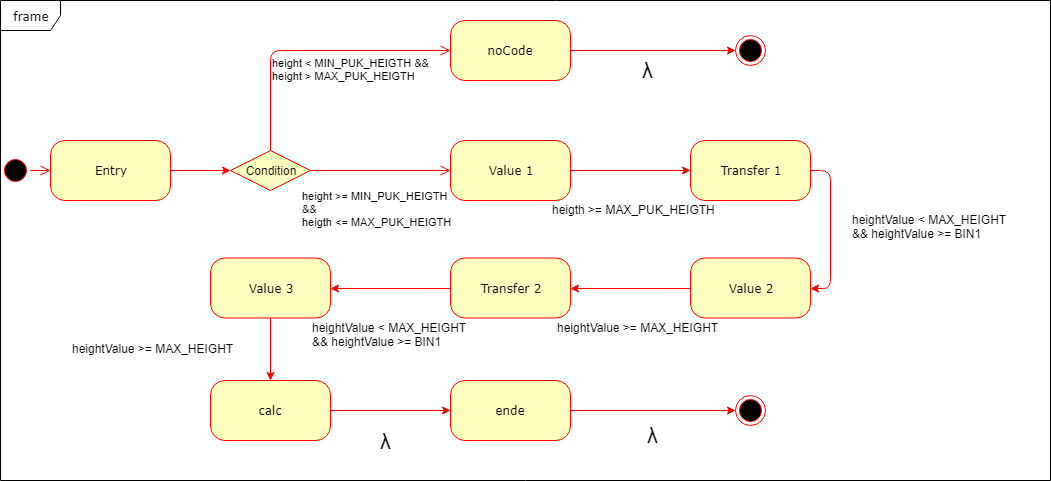 frame
noCode
height < MIN_PUK_HEIGTH &&
height > MAX_PUK_HEIGTH
λ
Entry
Condition
Value 1
Transfer 1
height >= MIN_PUK_HEIGTH
&&
heigth <= MAX_PUK_HEIGTH
heigth >= MAX_PUK_HEIGTH
heightValue < MAX_HEIGHT
&& heightValue >= BIN1
Value 3
Transfer 2
Value 2
heightValue < MAX_HEIGHT
&& heightValue >= BIN1
heightValue >= MAX_HEIGHT
heightValue >= MAX_HEIGHT
calc
λ
ende
λ